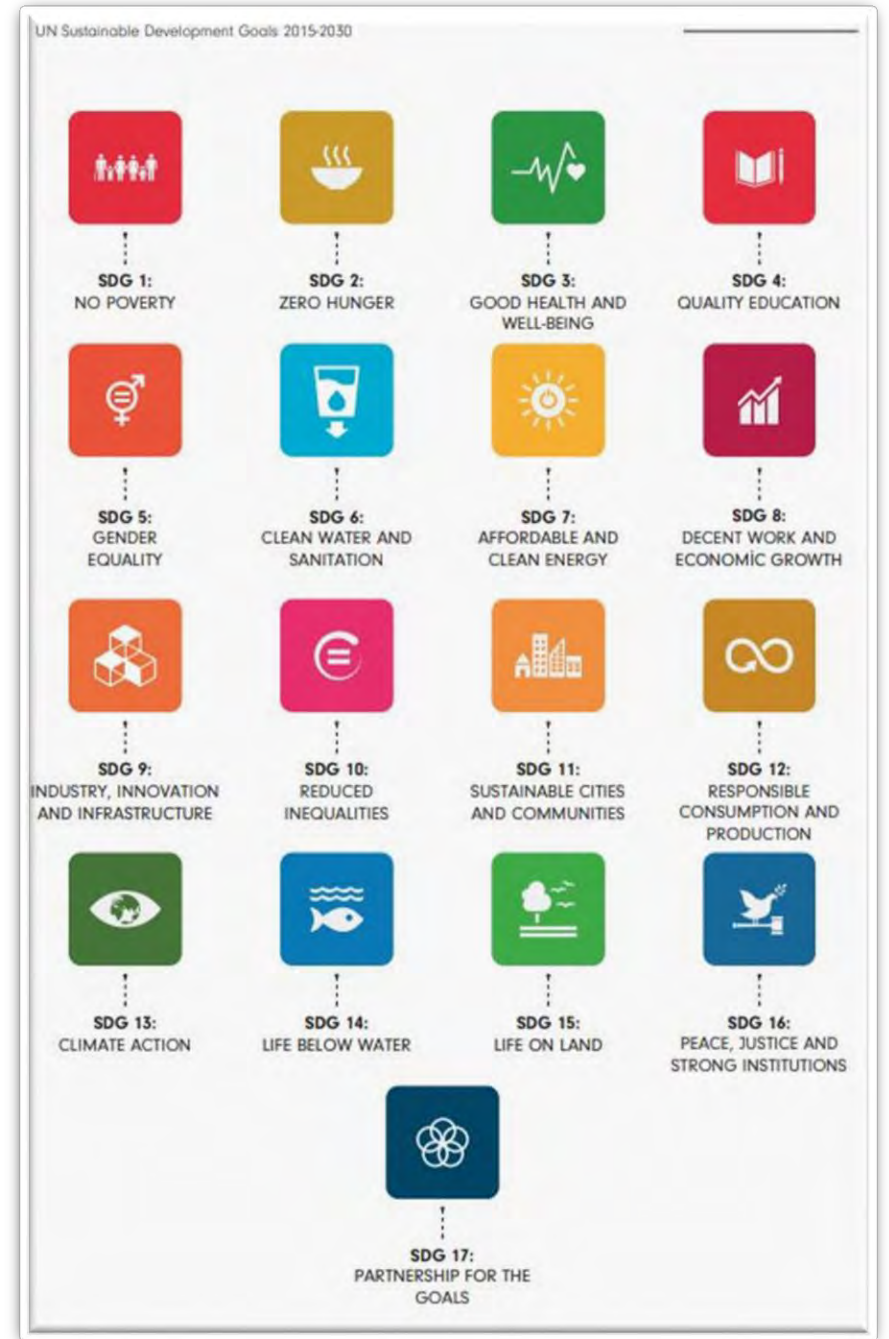 UN Sustainable Development Goals 2015-2030
SDG 1:
NO POVERTY
SDG 2:
ZERO HUNGER
SDG 3:
GOOD HEALTH AND
WELL-BEING
SDG 4:
QUALITY EDUCATION
SDG 5:
GENDER
EQUALITY
SDG 6:
CLEAN WATER AND
SANITATION
SDG 7:
AFFORDABLE AND
CLEAN ENERGY
SDG 8:
DECENT WORK AND
ECONOMİC GROWTH
SDG 9:
INDUSTRY, INNOVATION
AND INFRASTRUCTURE
SDG 10:
REDUCED
INEQUALITIES
SDG 11:
SUSTAINABLE CITIES
AND COMMUNITIES
SDG 12:
RESPONSIBLE
CONSUMPTION AND
PRODUCTION
SDG 13:
CLIMATE ACTION
SDG 14:
LIFE BELOW WATER
SDG 15:
LIFE ON LAND
SDG 16:
PEACE, JUSTICE AND
STRONG INSTITUTIONS
SDG 17:
PARTNERSHIP FOR THE
GOALS